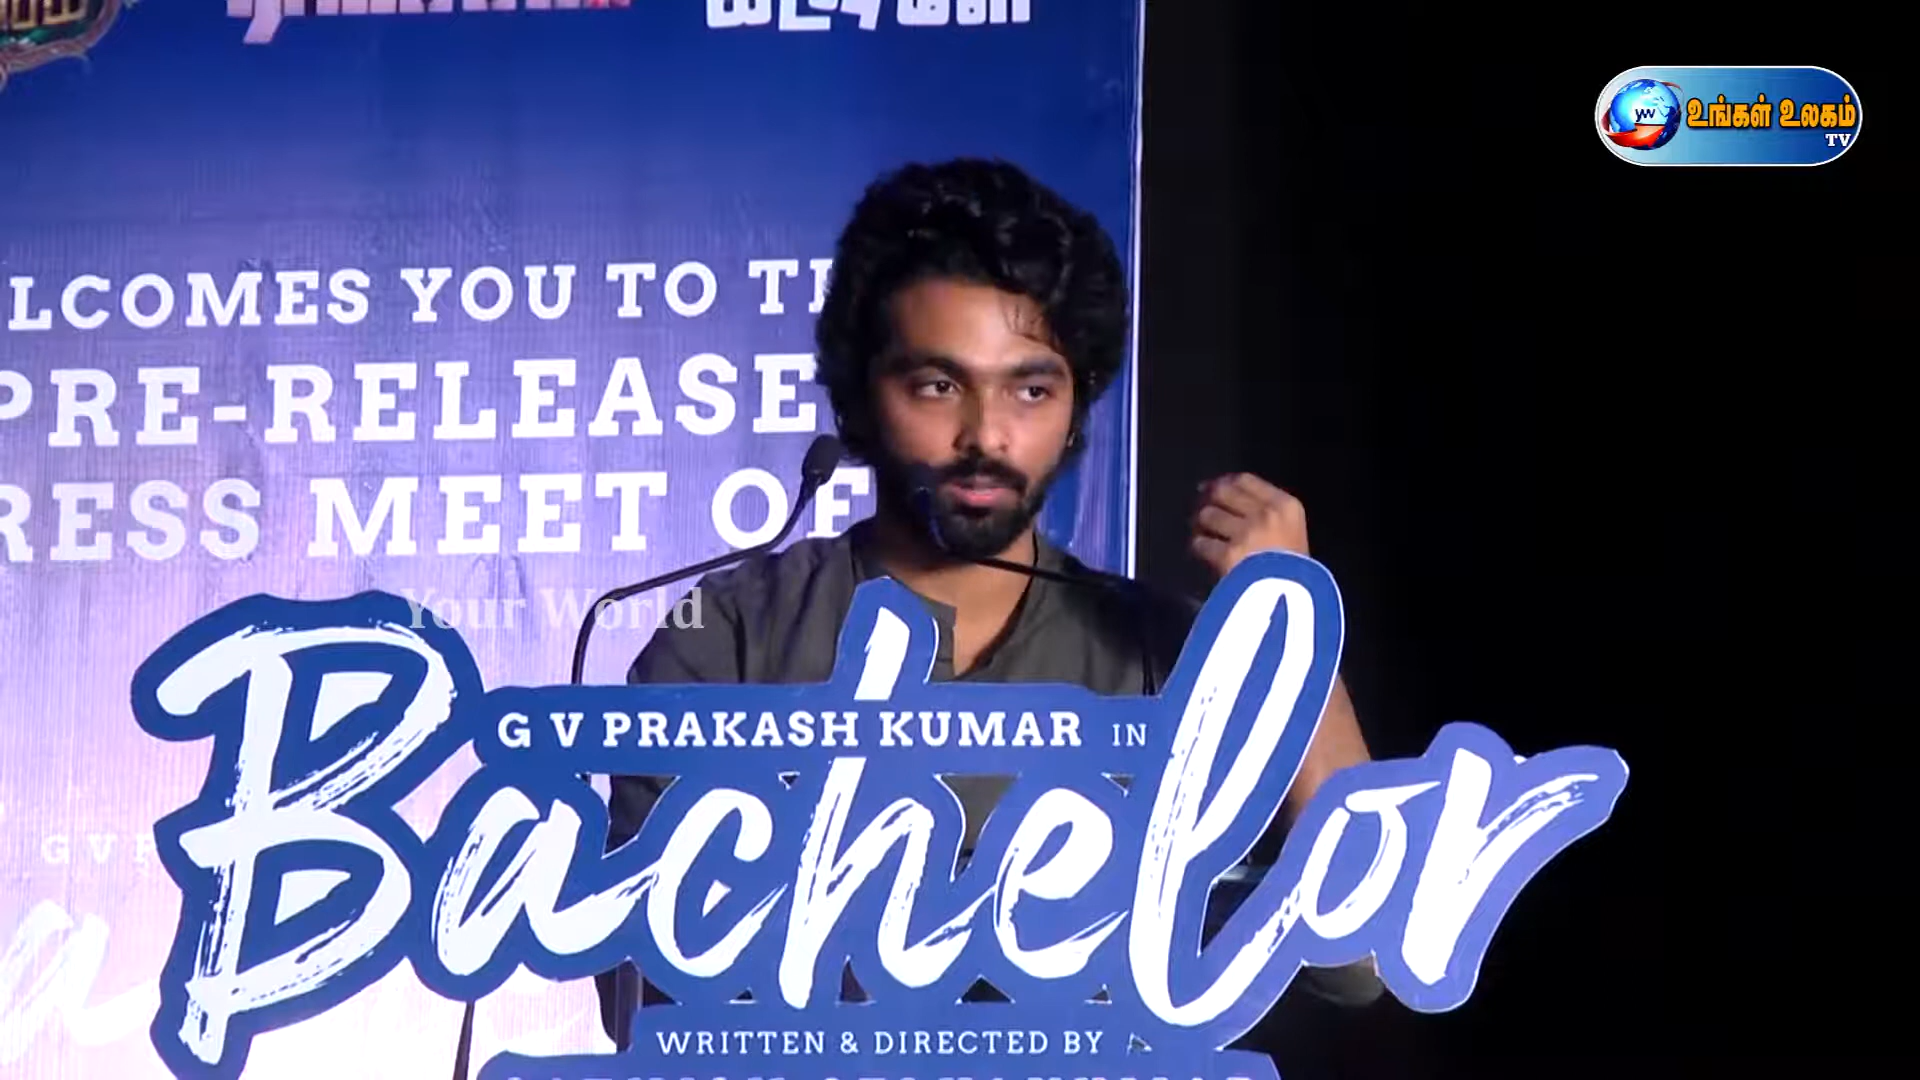 உங்கள் உலகம்
TV
yw
LCOMES YOU TO
PRE-RELEASE
RESS MEET OF
Your World
G V PRAKASH KUMAR IN
Bachelor
G V P
WRITTEN & DIRECTED BY